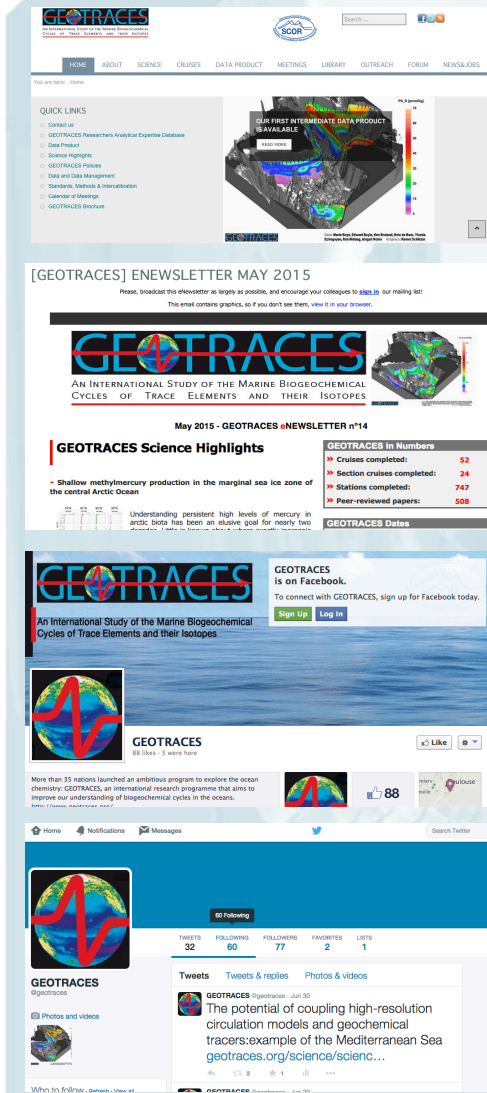 GEOTRACES
AN INTERNATIONAL STUDY OF THE MARINE BIOGEOCHEMICAL
CYCLES OF TRACE ELEMENTS AND THEIR ISOTOPES
SCOR
Search ...
HOME ABOUT SCIENCE CRUISES DATA PRODUCT MEETINGS LIBRARY OUTREACH FORUM NEWS&JOBS
You are here: Home
QUICK LINKS
Contact us
GEOTRACES Researchers Analytical Expertise Database
Data Product
Science Highlights
GEOTRACES Policies
Data and Data Management
Standards, Methods & Intercalibration
Calendar of Meetings
GEOTRACES Brochure
OUR FIRST INTERMEDIATE DATA PRODUCT
IS AVAILABLE
READ MORE
GEOTRACES
[GEOTRACES] ENEWSLETTER MAY 2015
Please, broadcast this eNewsletter as largely as possible, and encourage your colleagues to sign in our mailing list!
This email contains graphics, so if you don't see them, view it in your browser.
GEOTRACES
AN INTERNATIONAL STUDY OF THE MARINE BIOGEOCHEMICAL
CYCLES OF TRACE ELEMENTS AND THEIR ISOTOPES
May 2015 - GEOTRACES eNEWSLETTER n°14
GEOTRACES Science Highlights
- Shallow methylmercury production in the marginal sea ice zone of
the central Arctic Ocean
Understanding persistent high levels of mercury in
arctic biota has been an elusive goal for nearly two
GEOTRACES in Numbers
» Cruises completed: 52
» Section cruises completed: 24
» Stations completed: 747
» Peer-reviewed papers: 508
GEOTRACES Dates
GEOTRACES
An International Study of the Marine Biogeochemical
Cycles of Trace Elements and their Isotopes
GEOTRACES
is on Facebook.
To connect with GEOTRACES, sign up for Facebook today.
Sign Up Log In
GEOTRACES
88 likes · 5 were here
Like
More than 35 nations launched an ambitious program to explore the ocean
chemistry: GEOTRACES, an international research programme that aims to
improve our understanding of biogeochemical cycles in the oceans.
http://www.geotraces.org/
88
Home Notifications Messages
Search Twitter
60 Following
TWEETS FOLLOWING FOLLOWERS FAVORITES LISTS
32 60 77 2 1
GEOTRACES
@geotraces
Photos and videos
Tweets Tweets & replies Photos & videos
GEOTRACES @geotraces · Jun 30
The potential of coupling high-resolution
circulation models and geochemical
tracers:example of the Mediterranean Sea
geotraces.org/science/scienc…
2 1
Who to follow · Refresh · View all